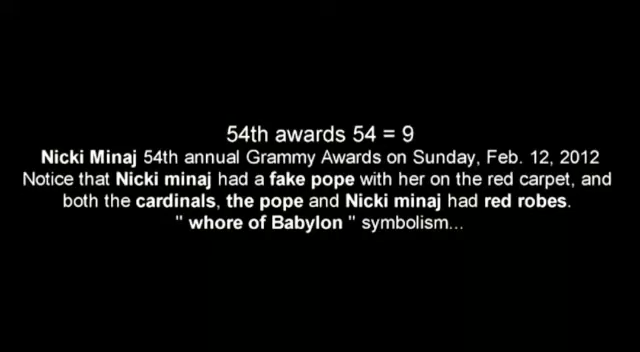 54th awards 54 = 9
Nicki Minaj 54th annual Grammy Awards on Sunday, Feb. 12, 2012
Notice that Nicki minaj had a fake pope with her on the red carpet, and
both the cardinals, the pope and Nicki minaj had red robes.
" whore of Babylon " symbolism...